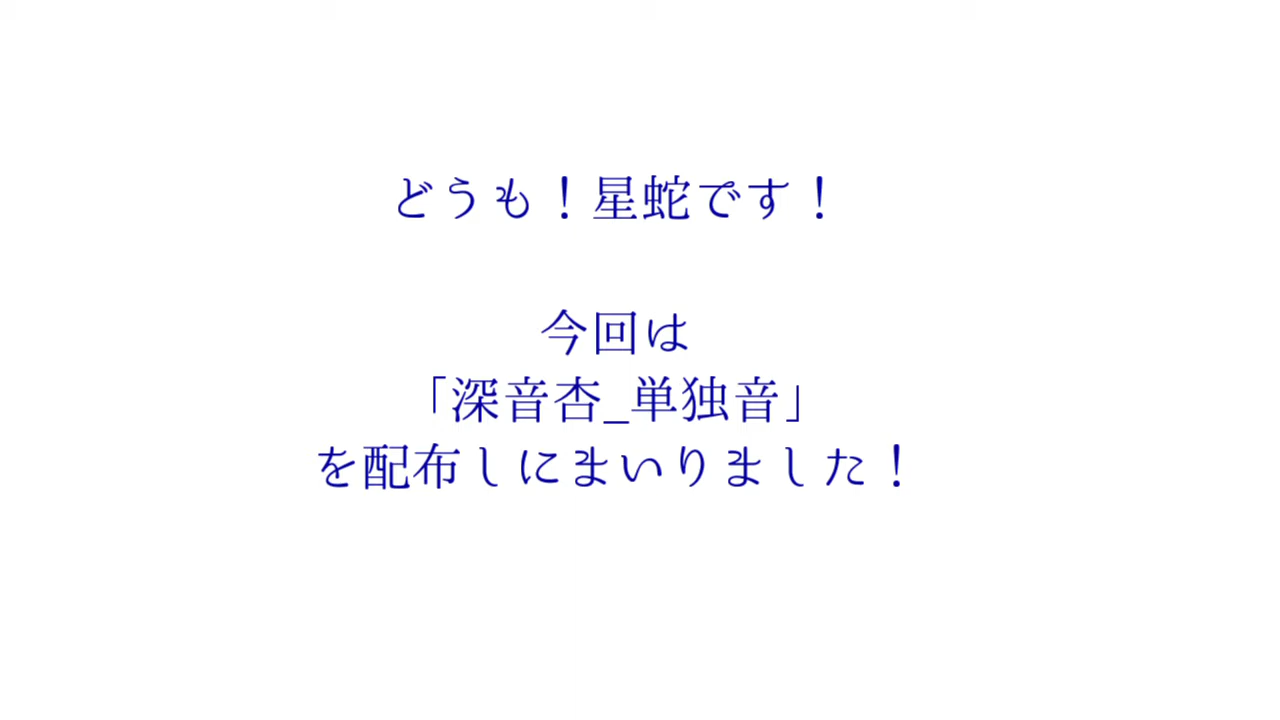 どうも！星蛇です！
今回は
「深音杏_単独音」
を配布しにまいりました！